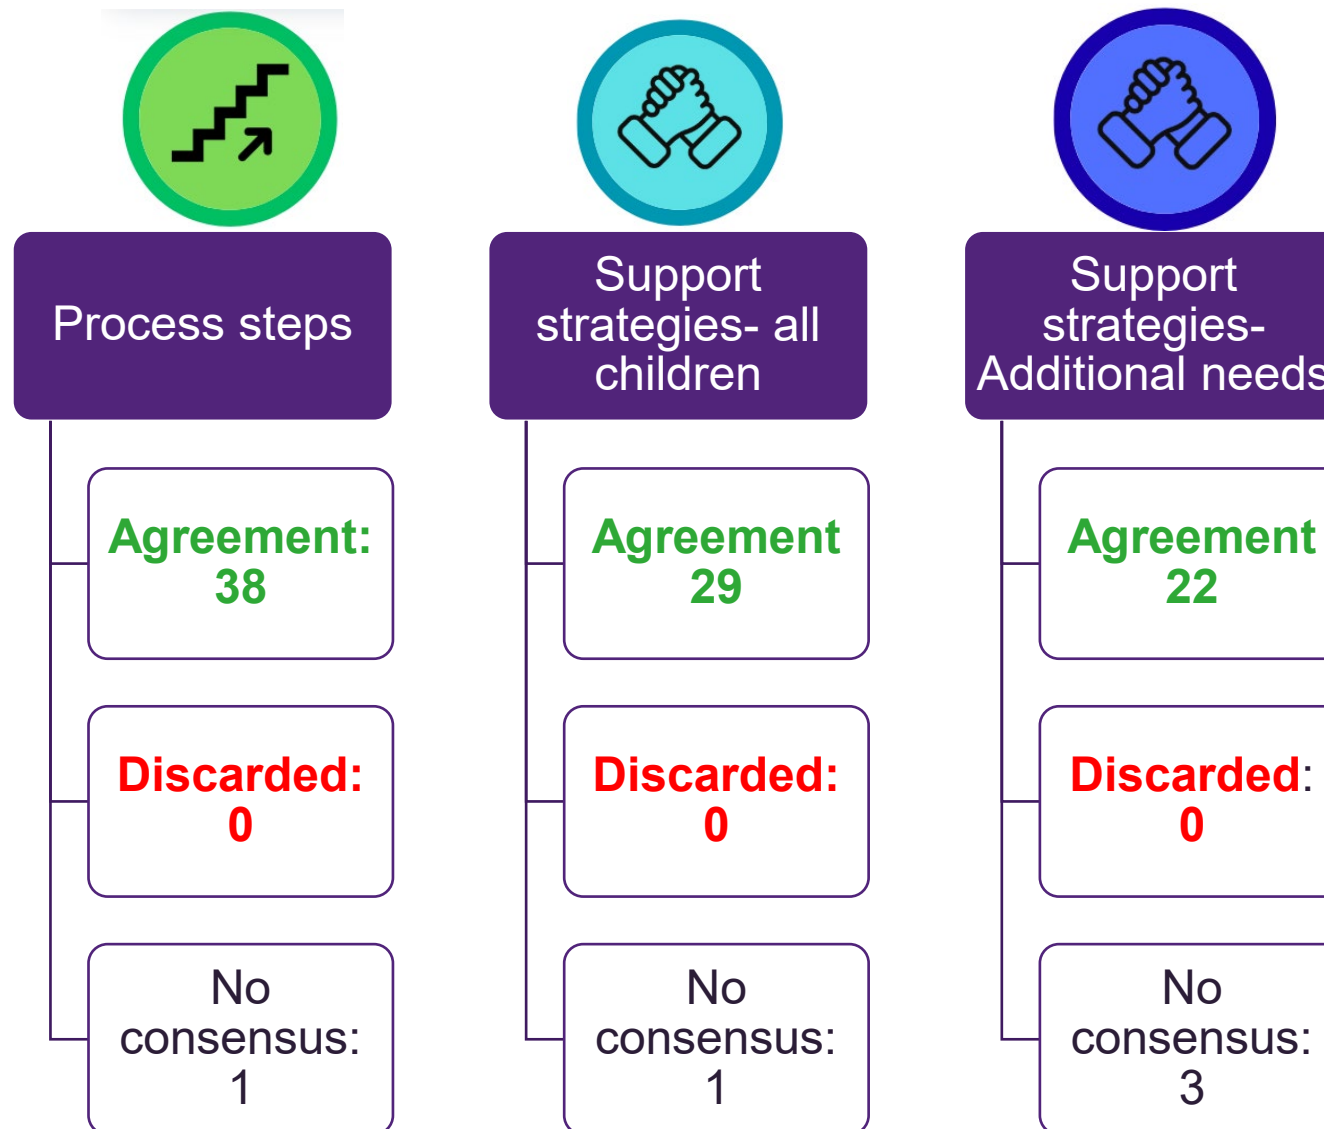 Process steps
Agreement:
38
Discarded:
0
No
consensus:
1
Support
strategies- all
children
Agreement
29
Discarded:
0
No
consensus:
1
Support
strategies-
Additional needs
Agreement
22
Discarded:
0
No
consensus:
3